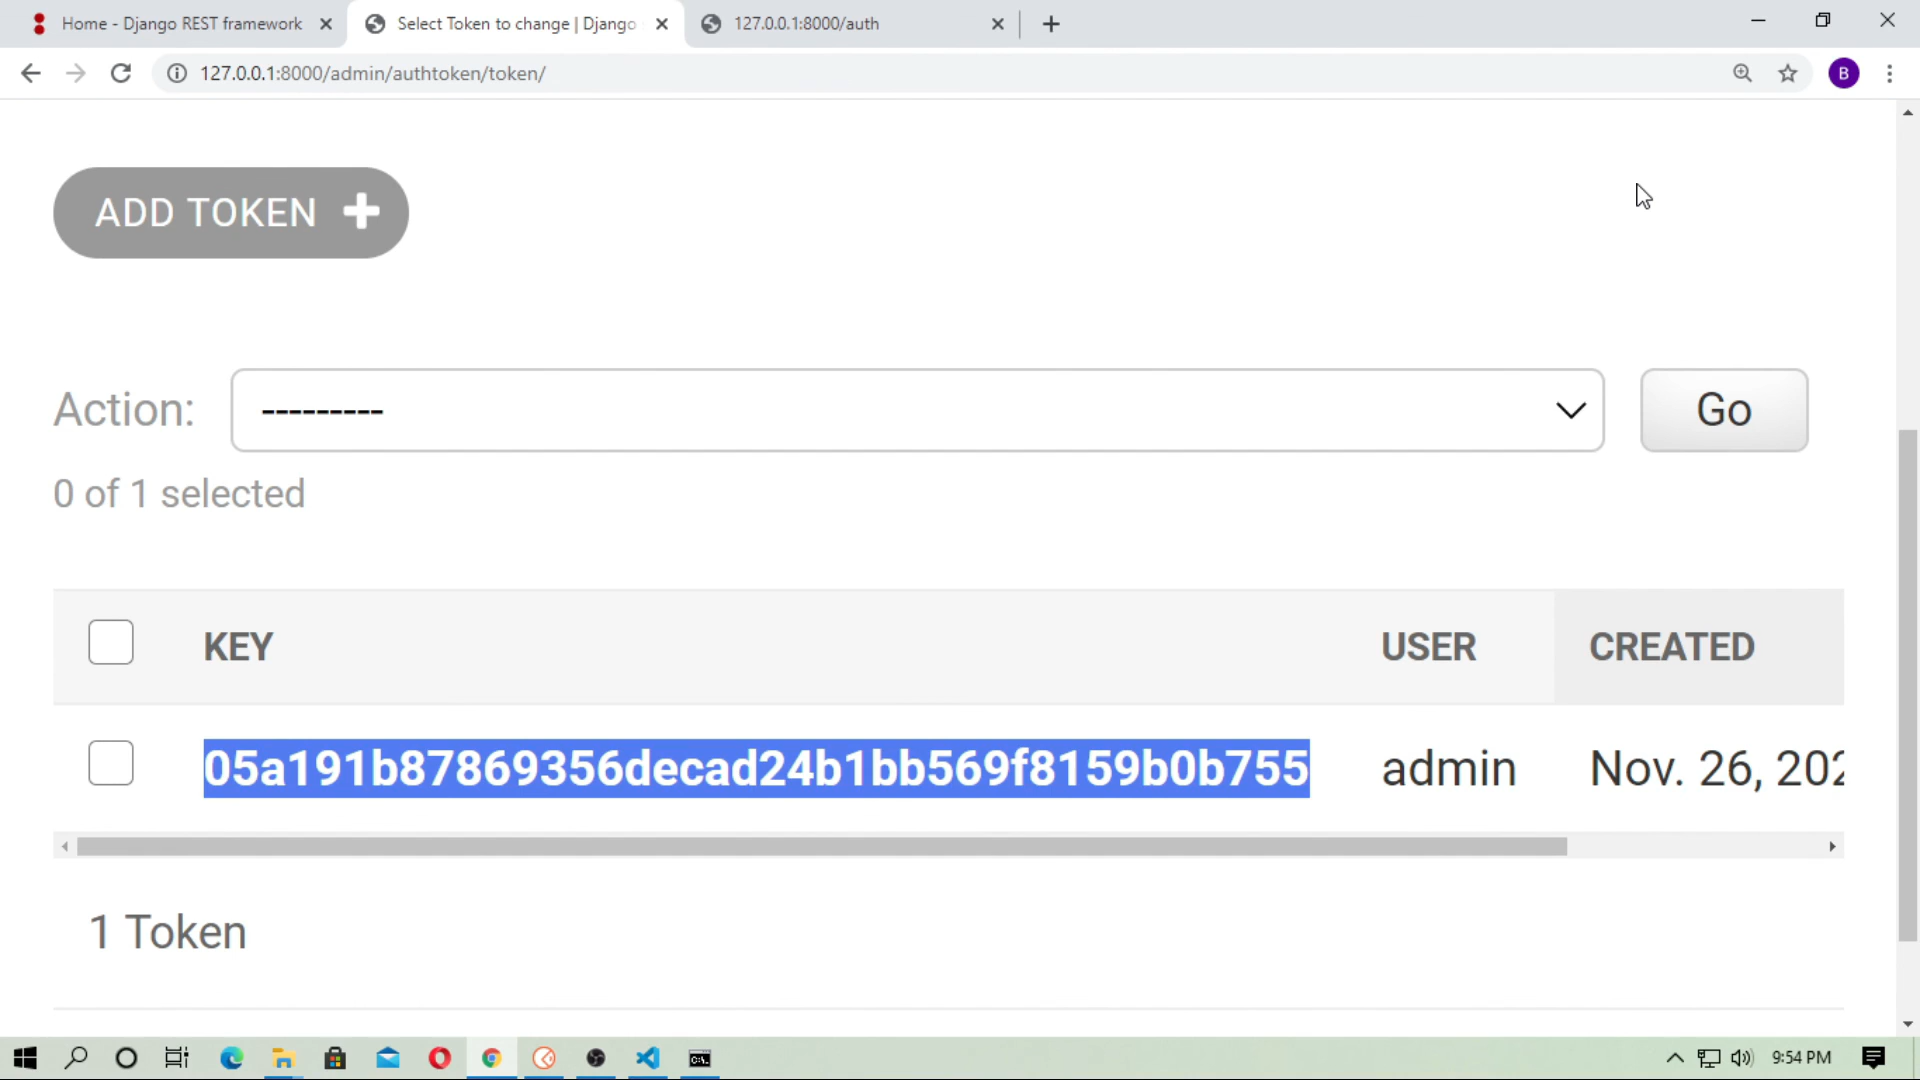 Home - Django REST framework
Select Token to change | Django
127.0.0.1:8000/auth
127.0.0.1:8000/admin/authtoken/token/
B
ADD TOKEN
Action:
---------
Go
0 of 1 selected
KEY
USER
CREATED
05a191b87869356decad24b1bb569f8159b0b755
admin
Nov. 26, 202
1 Token
9:54 PM